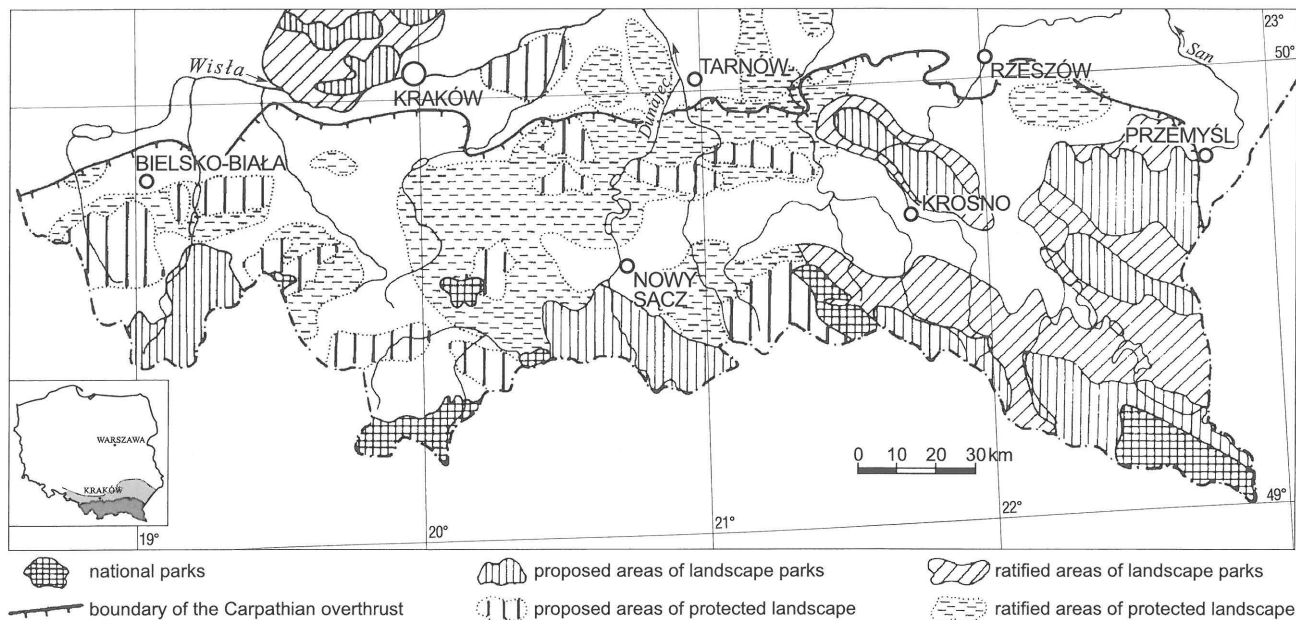 23°
50°
San
Wisła
Dunajec
TARNÓW
RZESZÓW
KRAKÓW
PRZEMYŚL
BIELSKO-BIAŁA
KROSNO
NOWY
SĄCZ
WARSZAWA
KRAKÓW
0 10 20 30 km
49°
22°
21°
20°
19°
national parks
proposed areas of landscape parks
ratified areas of landscape parks
boundary of the Carpathian overthrust
proposed areas of protected landscape
ratified areas of protected landscape